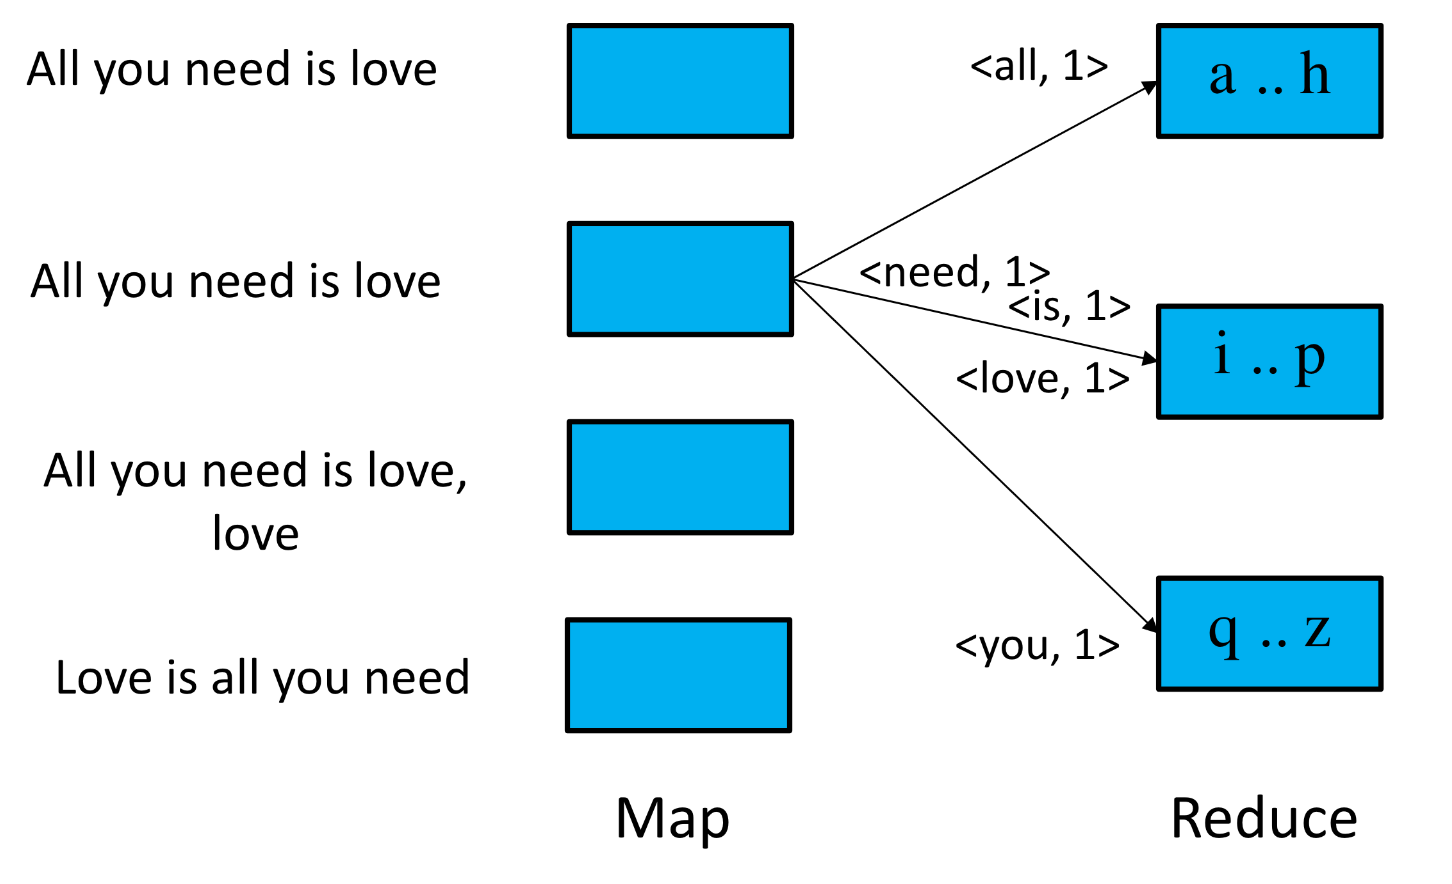 All you need is love
<all, 1>
a .. h
All you need is love
<need, 1>
<is, 1>
i .. p
<love, 1>
All you need is love,
love
<you, 1>
q .. z
Love is all you need
Map
Reduce